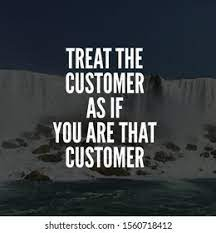 TREAT THE
CUSTOMER
AS IF
YOU ARE THAT
CUSTOMER
shutterstock.com · 1560718412